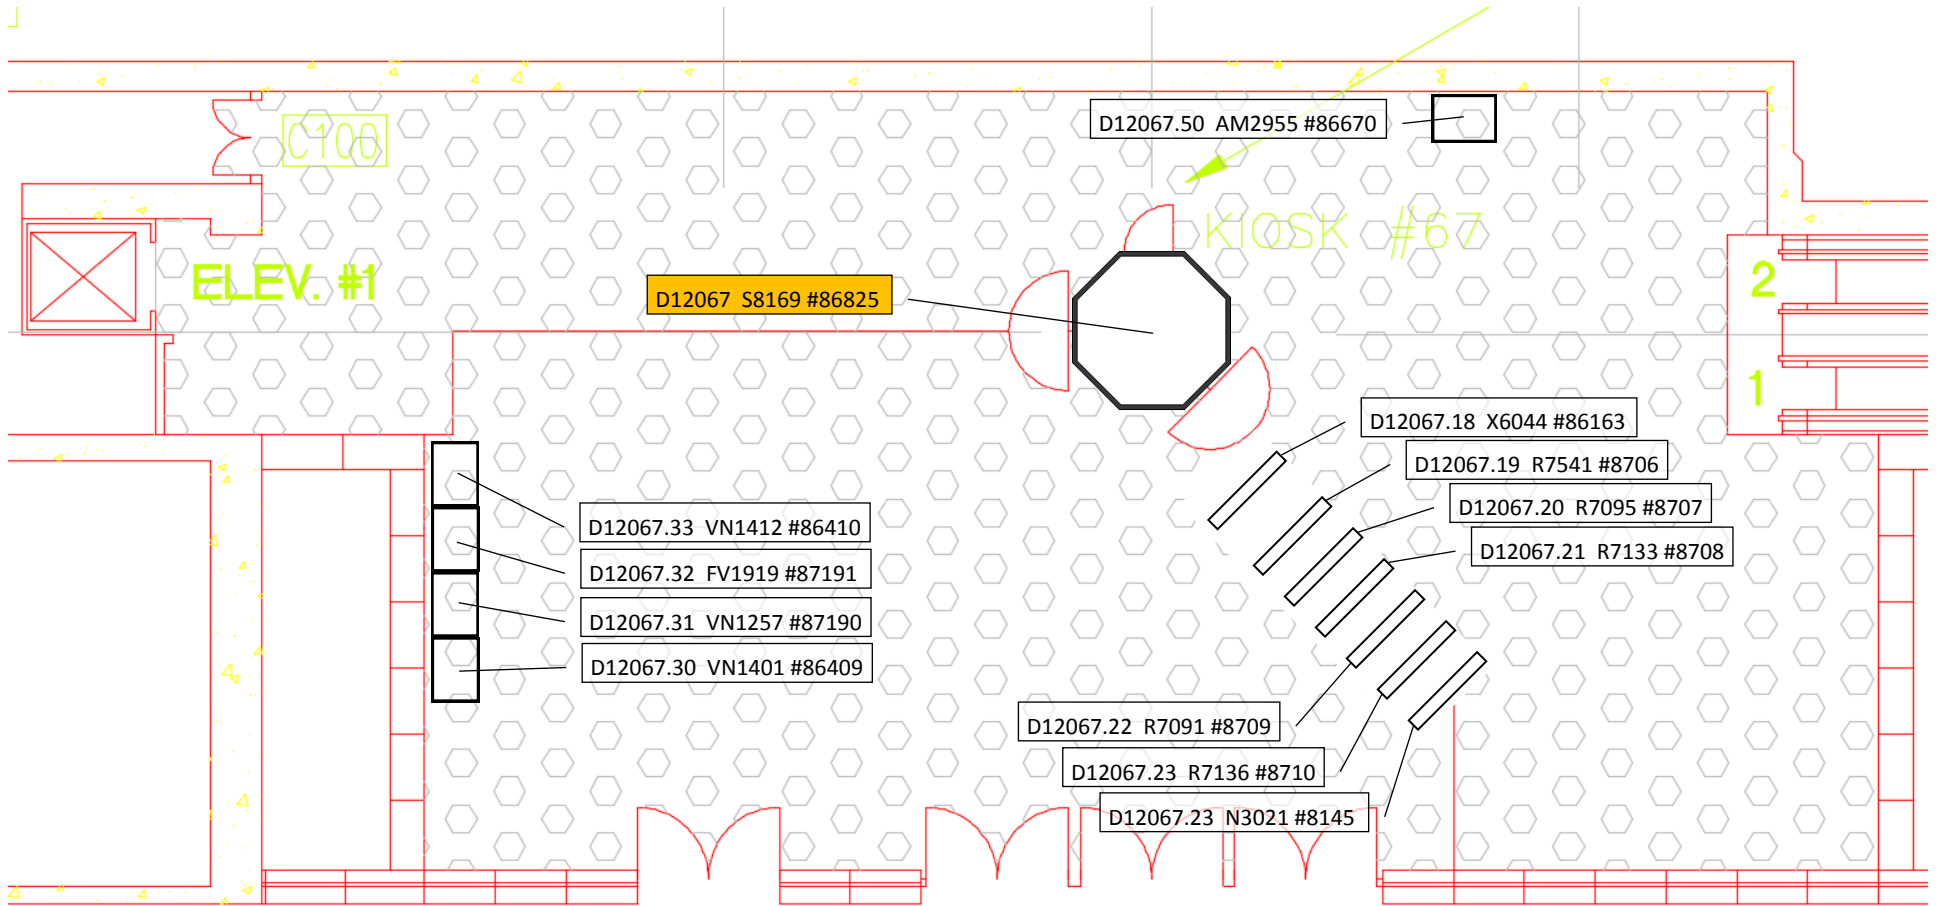 D12067.50 AM2955 #86670
C100
KIOSK #67
ELEV. #1
2
D12067 S8169 #86825
1
D12067.18 X6044 #86163
D12067.19 R7541 #8706
D12067.20 R7095 #8707
D12067.21 R7133 #8708
D12067.33 VN1412 #86410
D12067.32 FV1919 #87191
D12067.31 VN1257 #87190
D12067.30 VN1401 #86409
D12067.22 R7091 #8709
D12067.23 R7136 #8710
D12067.23 N3021 #8145